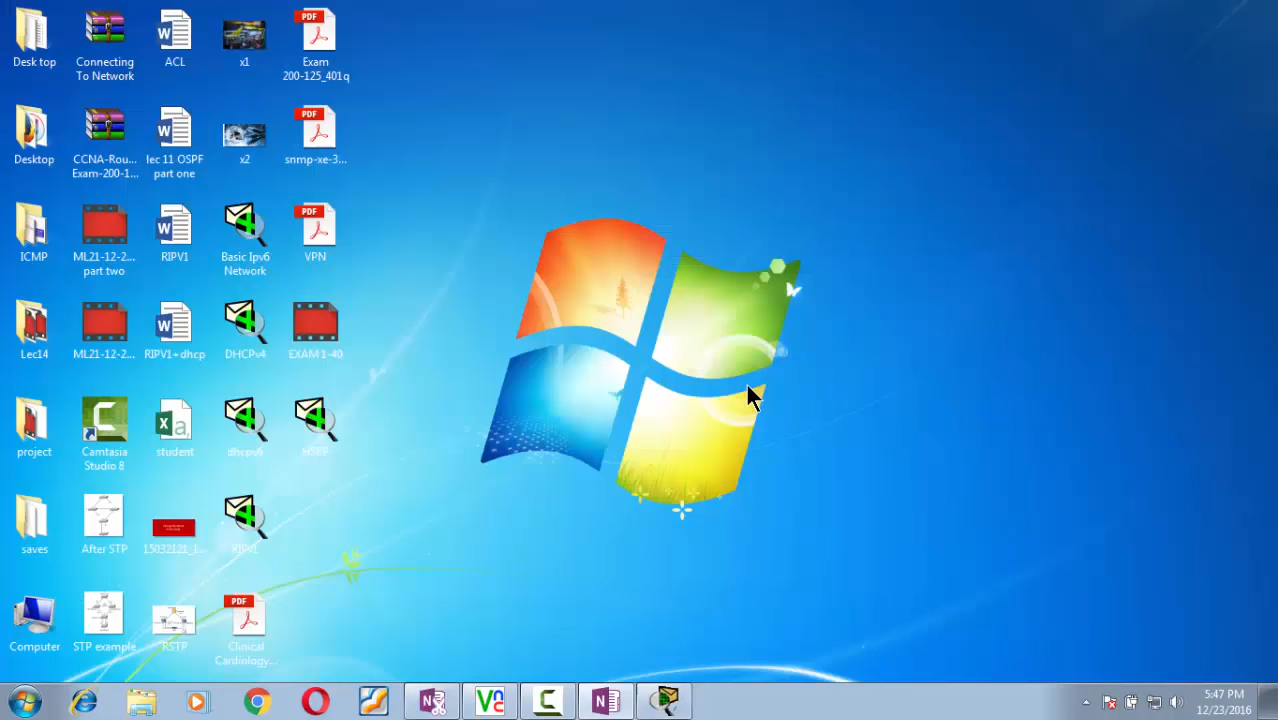 Desk top
Connecting
To Network
ACL
x1
PDF
Exam
200-125_401q
Desktop
CCNA-Rou...
Exam-200-1...
lec 11 OSPF
part one
x2
PDF
snmp-xe-3...
ICMP
ML21-12-2...
part two
RIPV1
Basic Ipv6
Network
PDF
VPN
Lec14
ML21-12-2...
RIPV1+dhcp
DHCPv4
EXAM 1-40
project
Camtasia
Studio 8
student
dhcpv6
HSRP
saves
After STP
15032121_1...
RIPv1
Computer
STP example
RSTP
PDF
Clinical
Cardiology...
5:47 PM
12/23/2016